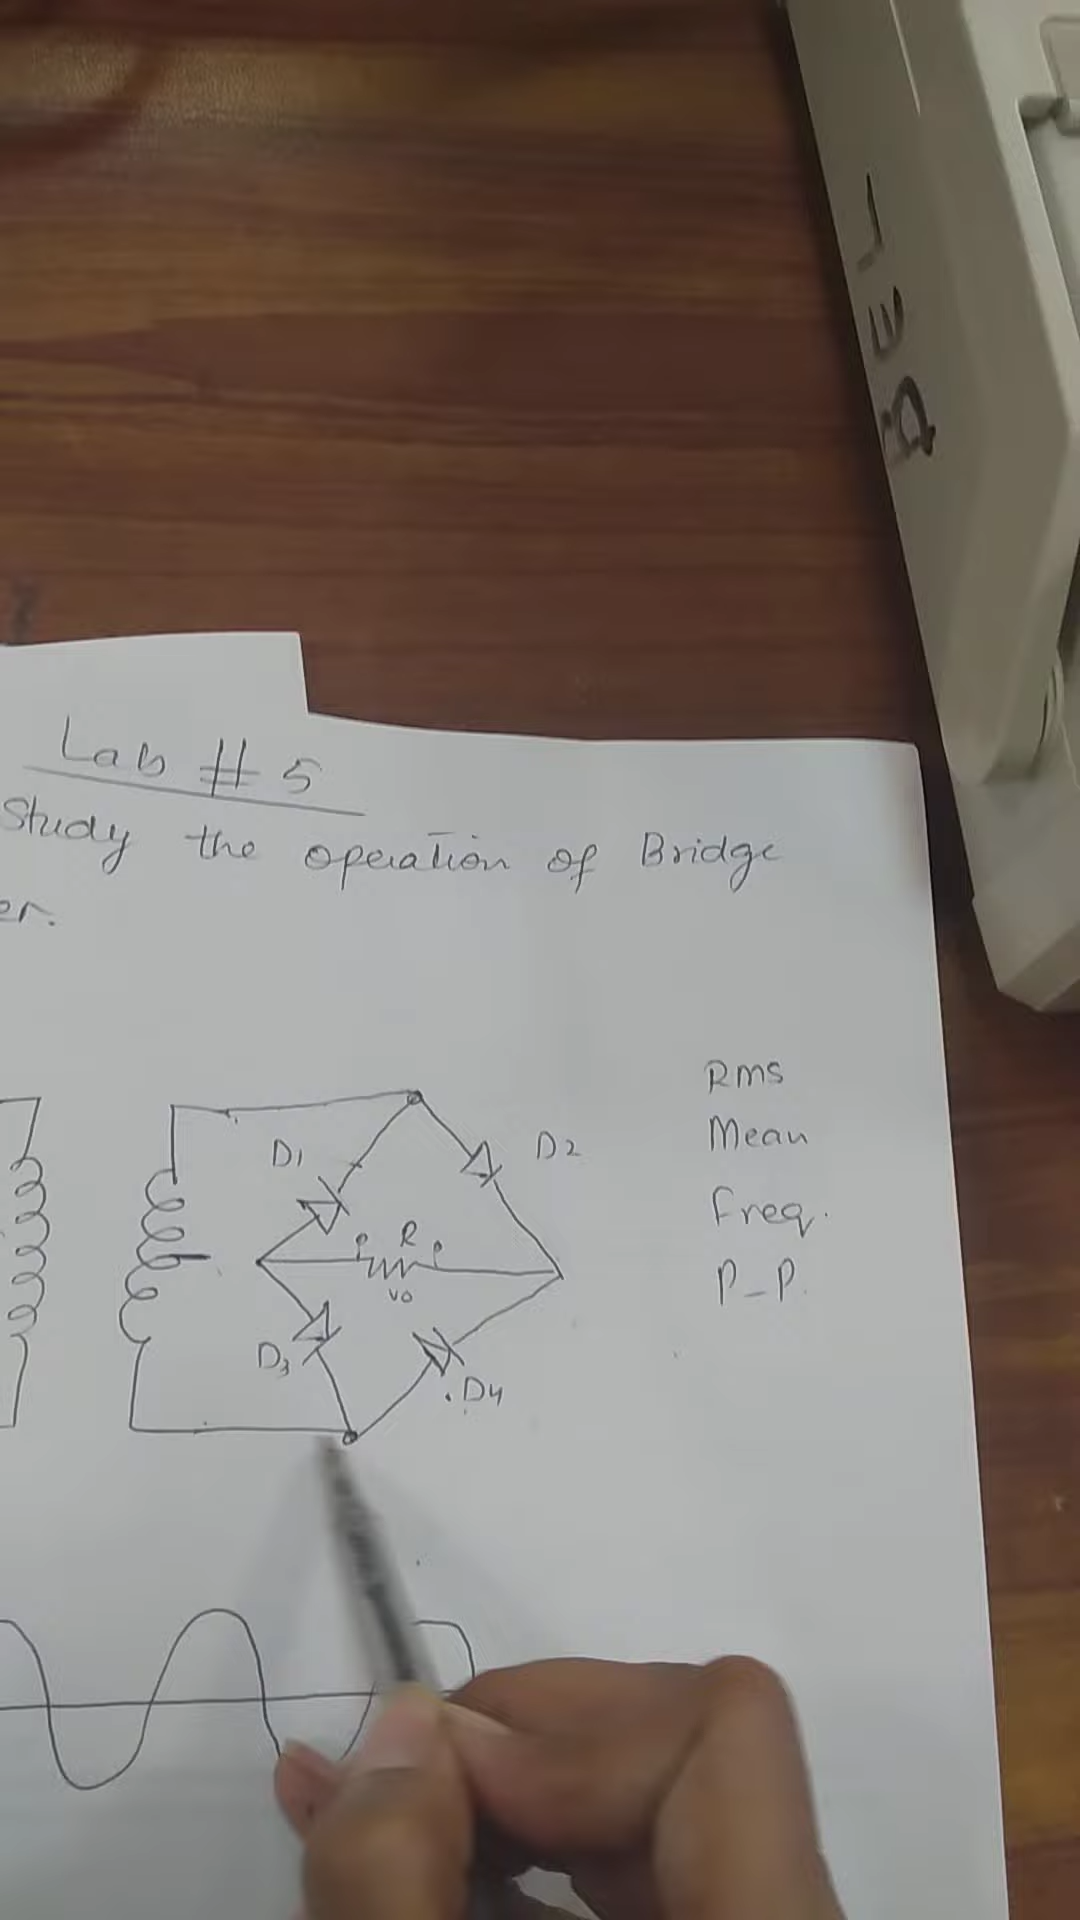 Lab # 5
Study the operation of Bridge
er.
Rms
D1
D2
Mean
R
Freq.
P-P.
Vo
D3
.D4